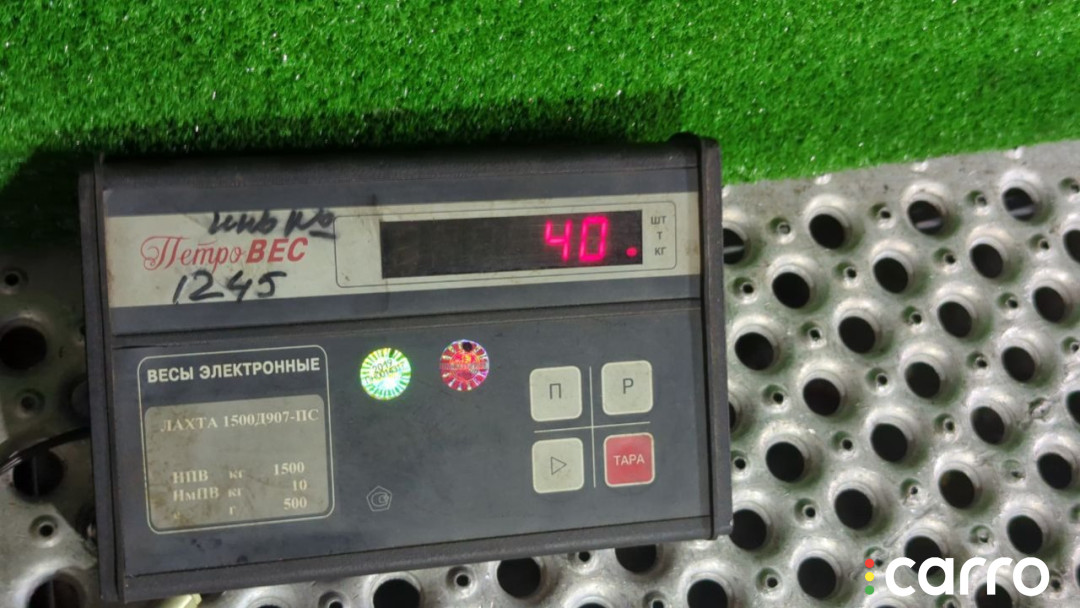 инв №
ПетроВЕС
1245
40.
ШТ
Т
КГ
ВЕСЫ ЭЛЕКТРОННЫЕ
ЛАХТА 1500Д907-ПС
НПВ кг 1500
НмПВ кг 10
г 500
П
Р
ТАРА
carro